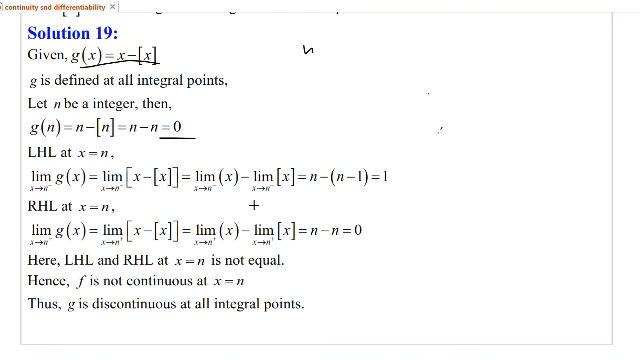 continuity snd differentiability
Solution 19:
Given, g(x) = x − [x]
n
g is defined at all integral points,
Let n be a integer, then,
g(n) = n − [n] = n − n = 0
LHL at x = n,
lim x→n⁻ g(x) = lim x→n⁻ [x − [x]] = lim x→n⁻ (x) − lim x→n⁻ [x] = n − (n − 1) = 1
RHL at x = n,
lim x→n⁺ g(x) = lim x→n⁺ [x − [x]] = lim x→n⁺ (x) − lim x→n⁺ [x] = n − n = 0
Here, LHL and RHL at x = n is not equal.
Hence, f is not continuous at x = n
Thus, g is discontinuous at all integral points.